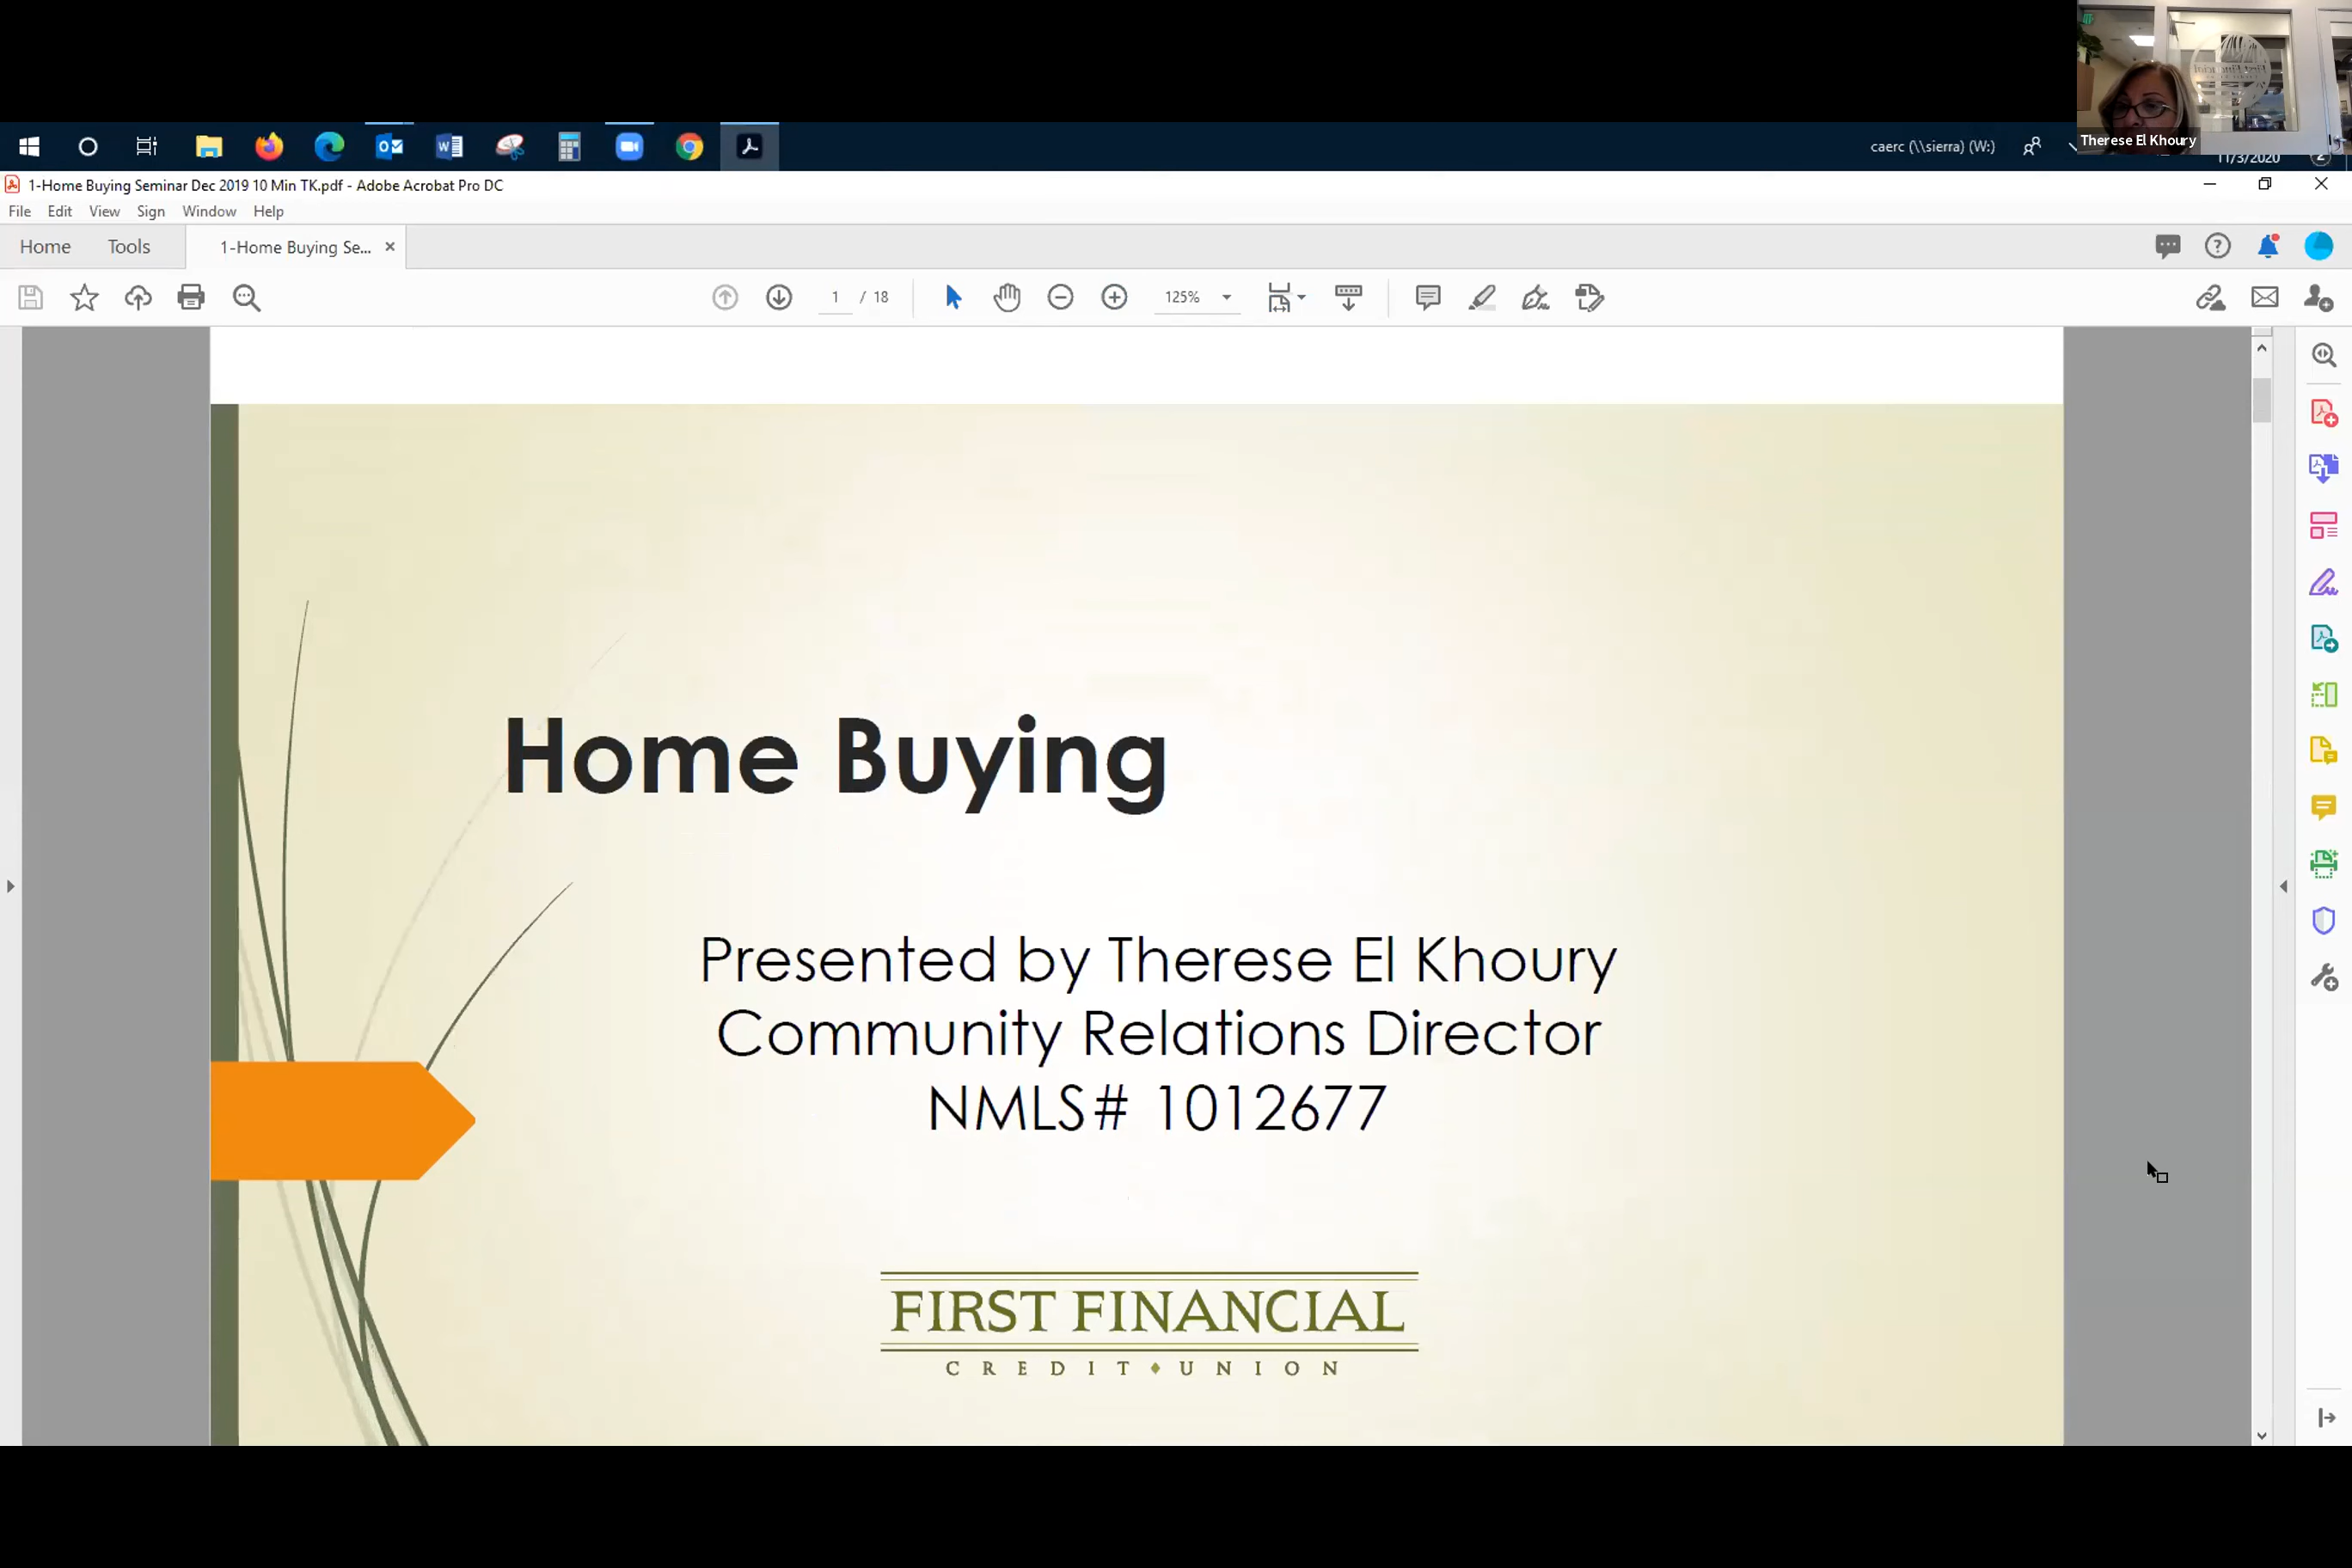 Therese El Khoury
caerc (\\sierra) (W:)
11/3/2020
2
1-Home Buying Seminar Dec 2019 10 Min TK.pdf - Adobe Acrobat Pro DC
File Edit View Sign Window Help
Home Tools 1-Home Buying Se...
1 / 18 125%
Home Buying
Presented by Therese El Khoury
Community Relations Director
NMLS# 1012677
FIRST FINANCIAL
CREDIT UNION